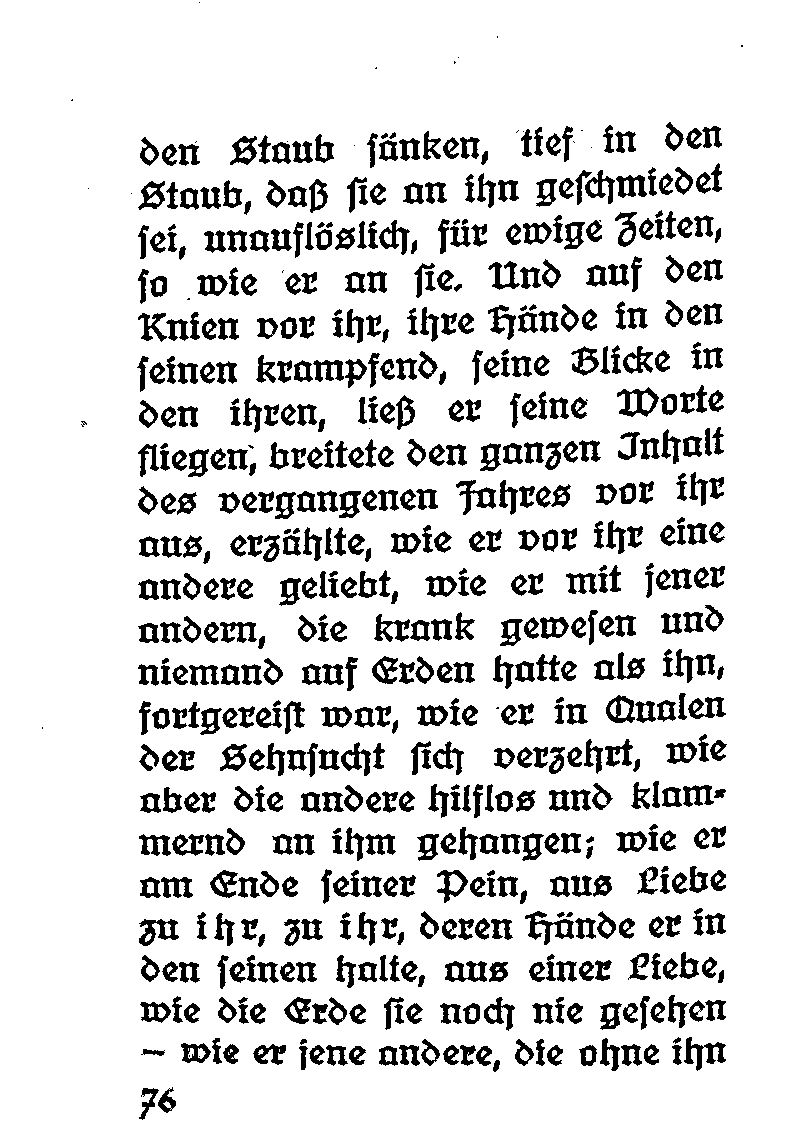 den Staub sänken, tief in den
Staub, daß sie an ihn geschmiedet
sei, unauflöslich, für ewige Zeiten,
so wie er an sie. Und auf den
Knien vor ihr, ihre Hände in den
seinen krampfend, seine Blicke in
den ihren, ließ er seine Worte
fliegen, breitete den ganzen Inhalt
des vergangenen Jahres vor ihr
aus, erzählte, wie er vor ihr eine
andere geliebt, wie er mit jener
andern, die krank gewesen und
niemand auf Erden hatte als ihn,
fortgereist war, wie er in Qualen
der Sehnsucht sich verzehrt, wie
aber die andere hilflos und klam-
mernd an ihm gehangen; wie er
am Ende seiner Pein, aus Liebe
zu ihr, zu ihr, deren Hände er in
den seinen halte, aus einer Liebe,
wie die Erde sie noch nie gesehen
– wie er jene andere, die ohne ihn
76